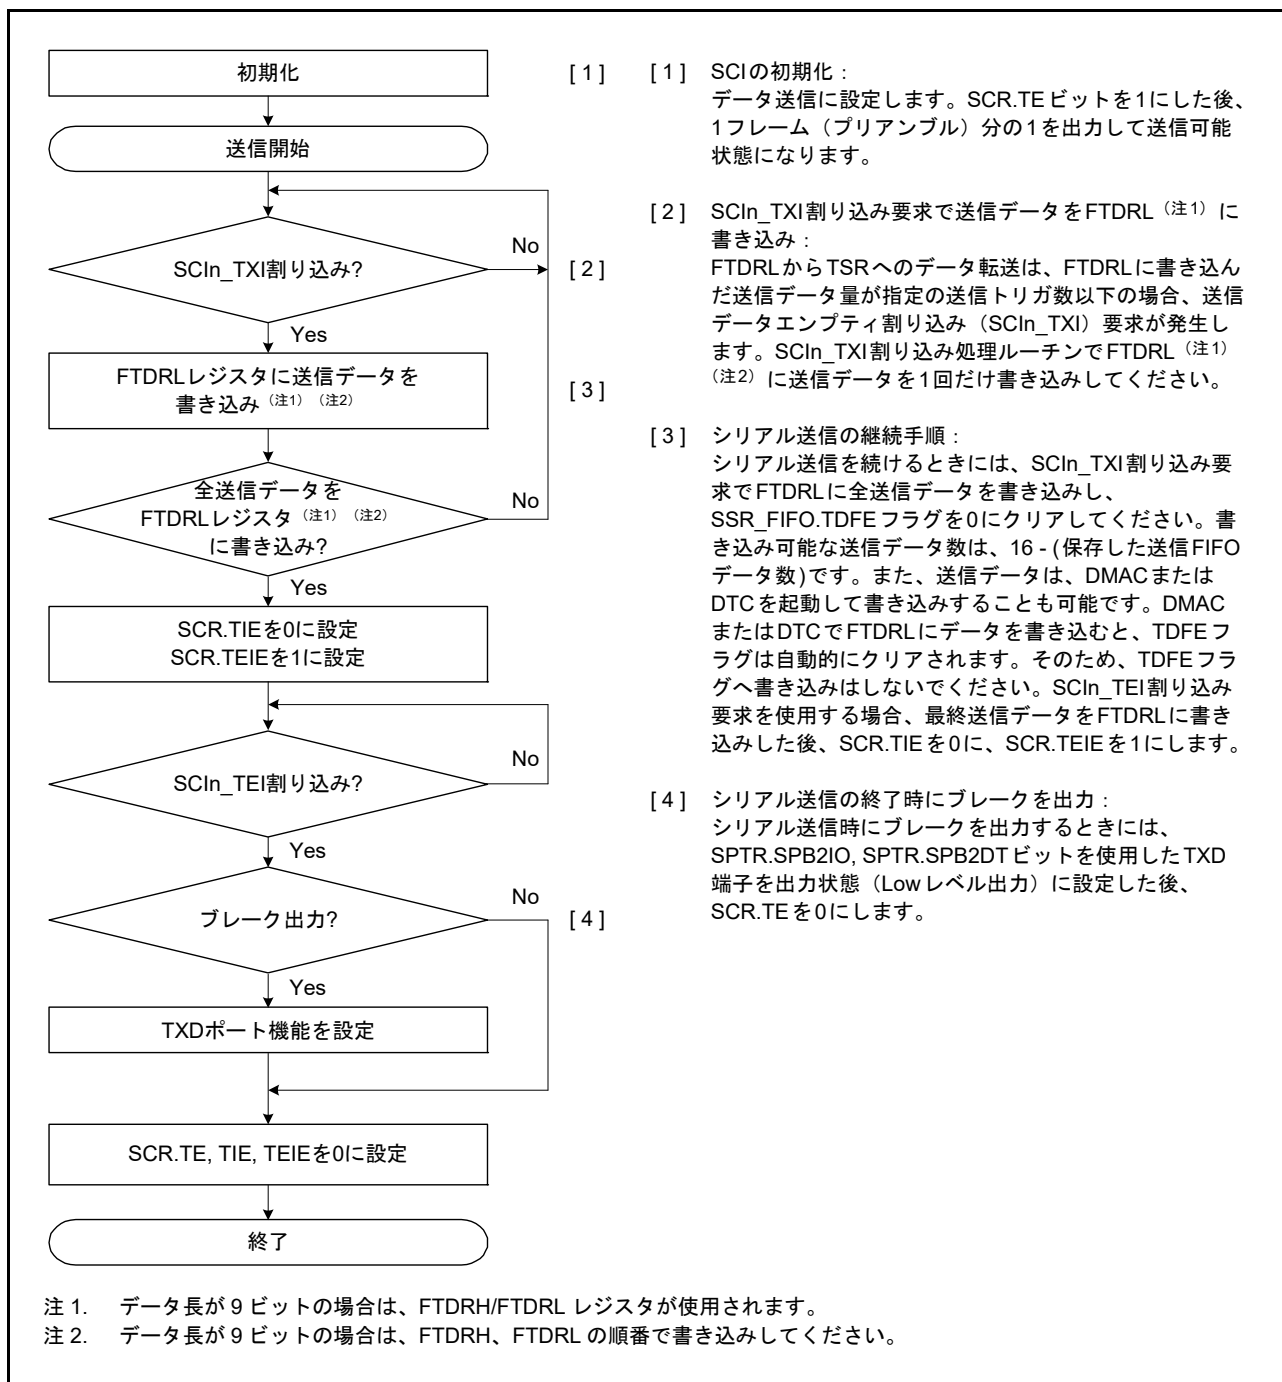 初期化
[ 1 ]
送信開始
SCIn_TXI割り込み?
No
[ 2 ]
Yes
FTDRLレジスタに送信データを
書き込み（注1）（注2）
[ 3 ]
全送信データを
FTDRLレジスタ（注1）（注2）
に書き込み?
No
Yes
SCR.TIEを0に設定
SCR.TEIEを1に設定
SCIn_TEI割り込み?
No
Yes
ブレーク出力?
No
[ 4 ]
Yes
TXDポート機能を設定
SCR.TE, TIE, TEIEを0に設定
終了
[ 1 ] SCIの初期化：
データ送信に設定します。SCR.TEビットを1にした後、
1フレーム（プリアンブル）分の1を出力して送信可能
状態になります。
[ 2 ] SCIn_TXI割り込み要求で送信データをFTDRL（注1）に
書き込み：
FTDRLからTSRへのデータ転送は、FTDRLに書き込ん
だ送信データ量が指定の送信トリガ数以下の場合、送信
データエンプティ割り込み（SCIn_TXI）要求が発生し
ます。SCIn_TXI割り込み処理ルーチンでFTDRL（注1）
（注2）に送信データを1回だけ書き込みしてください。
[ 3 ] シリアル送信の継続手順：
シリアル送信を続けるときには、SCIn_TXI割り込み要
求でFTDRLに全送信データを書き込みし、
SSR_FIFO.TDFEフラグを0にクリアしてください。書
き込み可能な送信データ数は、16 - (保存した送信FIFO
データ数)です。また、送信データは、DMACまたは
DTCを起動して書き込みすることも可能です。DMAC
またはDTCでFTDRLにデータを書き込むと、TDFEフ
ラグは自動的にクリアされます。そのため、TDFEフラ
グへ書き込みはしないでください。SCIn_TEI割り込み
要求を使用する場合、最終送信データをFTDRLに書き
込みした後、SCR.TIEを0に、SCR.TEIEを1にします。
[ 4 ] シリアル送信の終了時にブレークを出力：
シリアル送信時にブレークを出力するときには、
SPTR.SPB2IO, SPTR.SPB2DTビットを使用したTXD
端子を出力状態（Lowレベル出力）に設定した後、
SCR.TEを0にします。
注 1. データ長が 9 ビットの場合は、FTDRH/FTDRL レジスタが使用されます。
注 2. データ長が 9 ビットの場合は、FTDRH、FTDRL の順番で書き込みしてください。